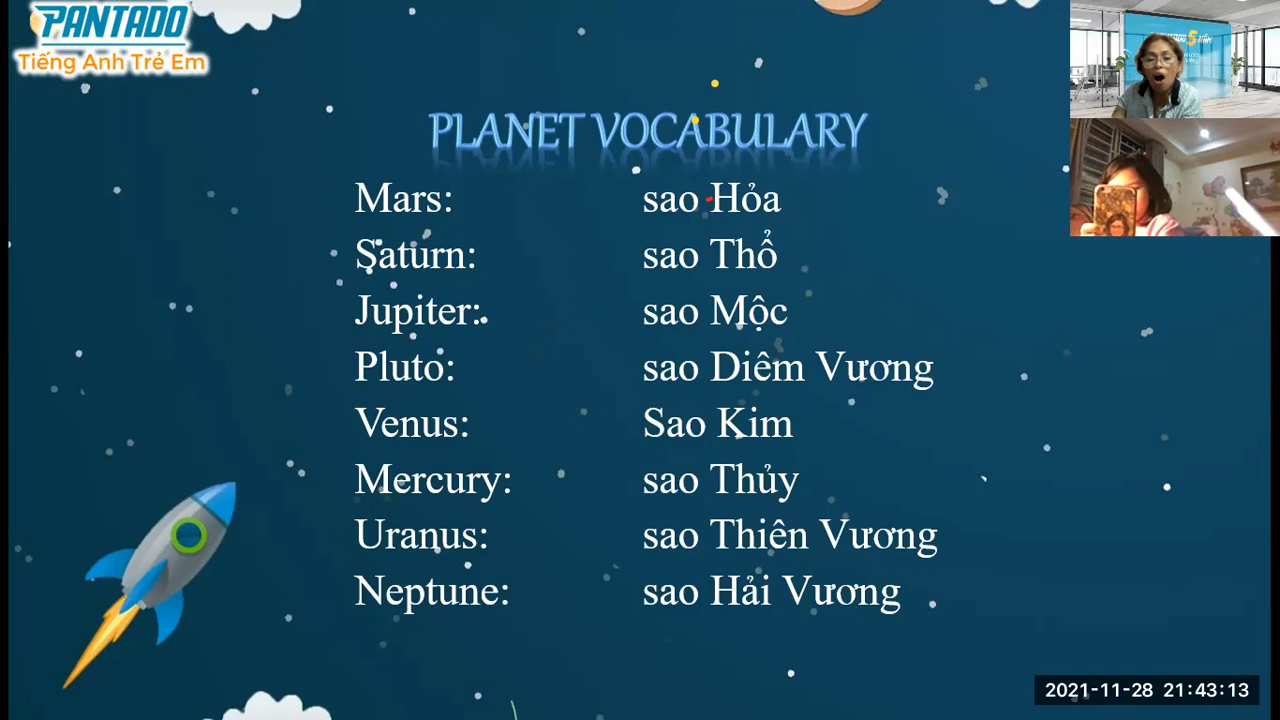 PANTADO
Tiếng Anh Trẻ Em
PLANET VOCABULARY
Mars: sao Hỏa
Saturn: sao Thổ
Jupiter: sao Mộc
Pluto: sao Diêm Vương
Venus: Sao Kim
Mercury: sao Thủy
Uranus: sao Thiên Vương
Neptune: sao Hải Vương
2021-11-28 21:43:13